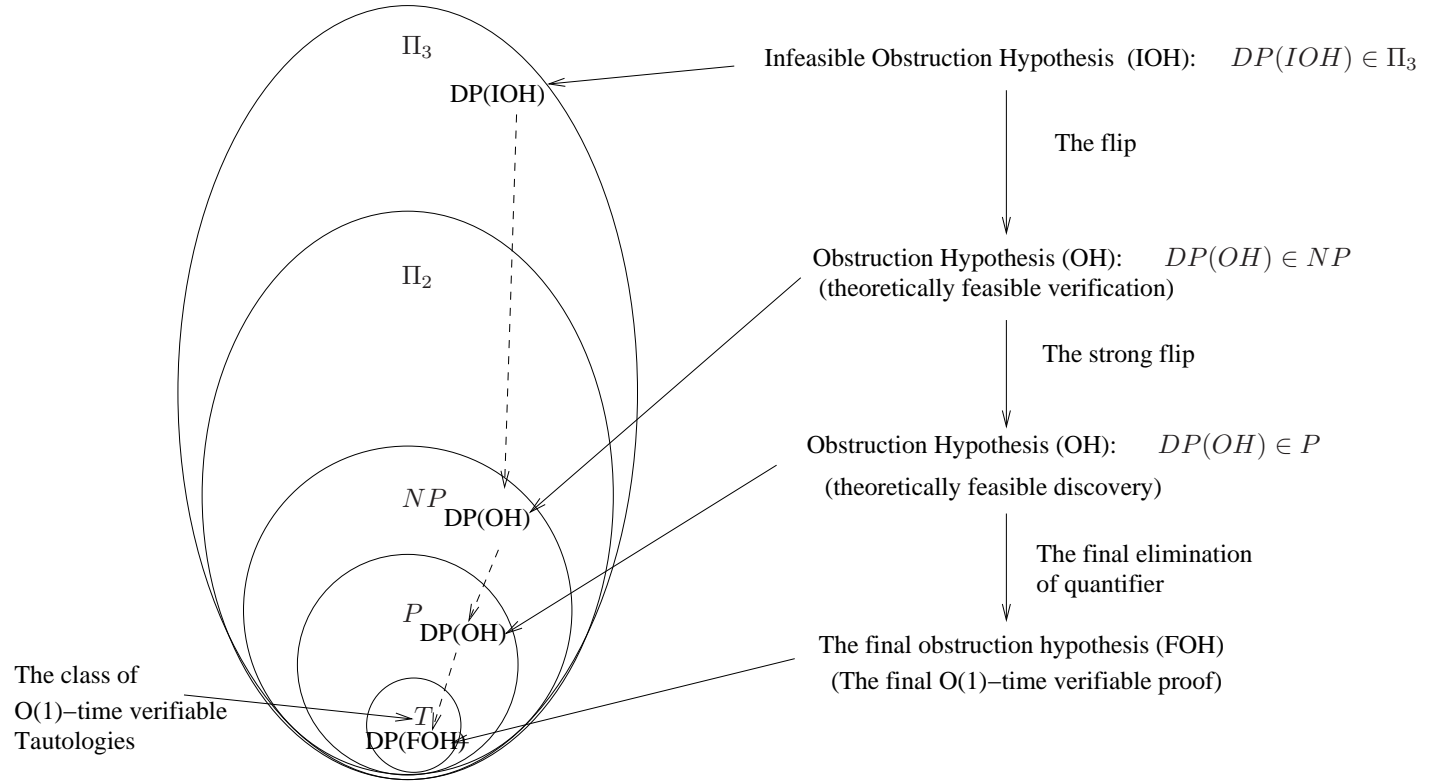 Π₃
DP(IOH)
Π₂
NP
DP(OH)
P
DP(OH)
T
DP(FOH)
The class of
O(1)−time verifiable
Tautologies
Infeasible Obstruction Hypothesis (IOH): DP(IOH) ∈ Π₃
The flip
Obstruction Hypothesis (OH): DP(OH) ∈ NP
(theoretically feasible verification)
The strong flip
Obstruction Hypothesis (OH): DP(OH) ∈ P
(theoretically feasible discovery)
The final elimination
of quantifier
The final obstruction hypothesis (FOH)
(The final O(1)−time verifiable proof)